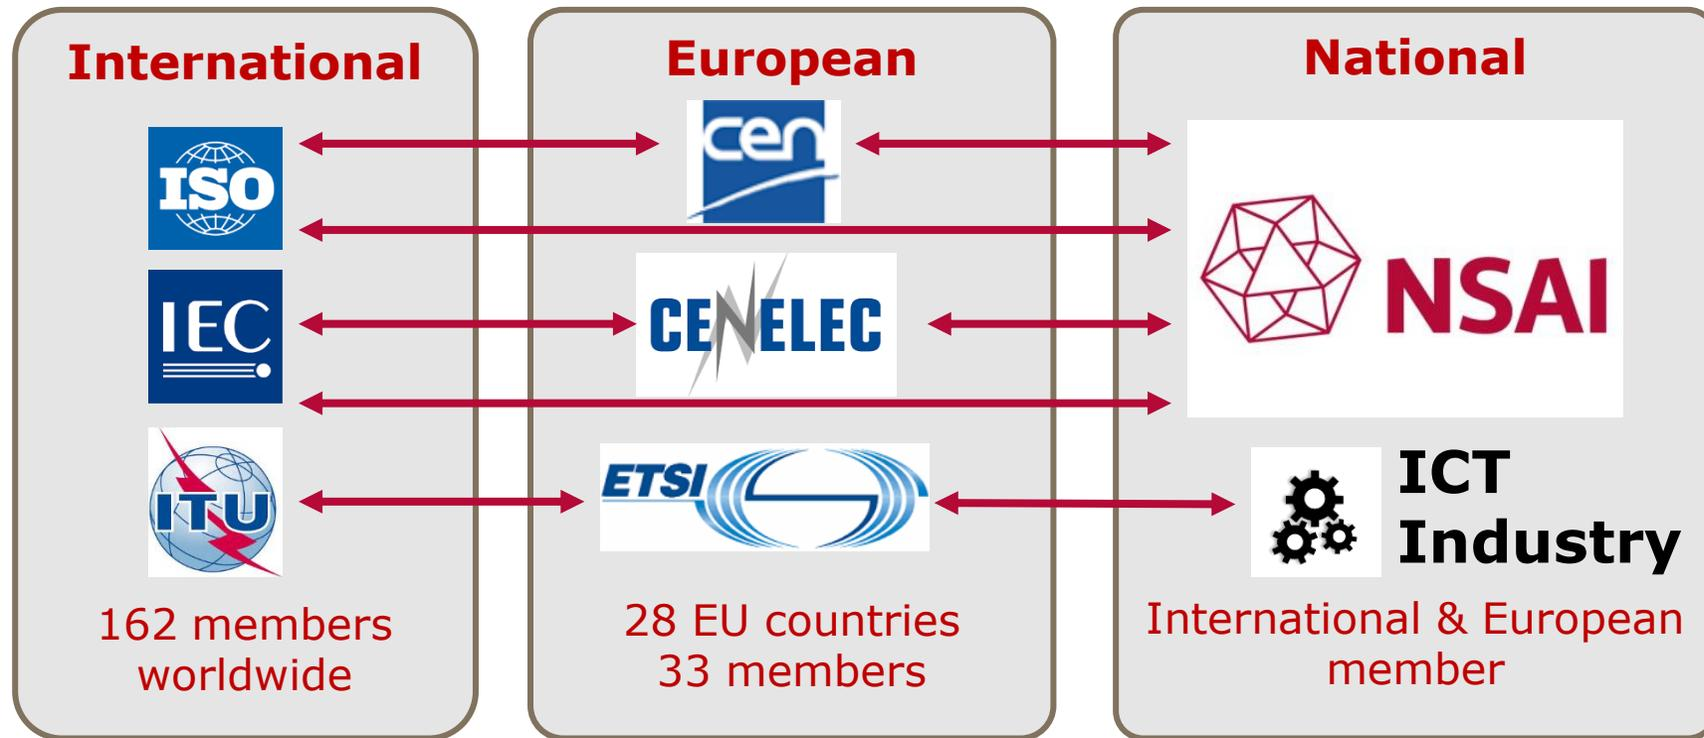 International
ISO
IEC
ITU
162 members
worldwide
European
cen
CENELEC
ETSI
28 EU countries
33 members
National
NSAI
ICT
Industry
International & European
member